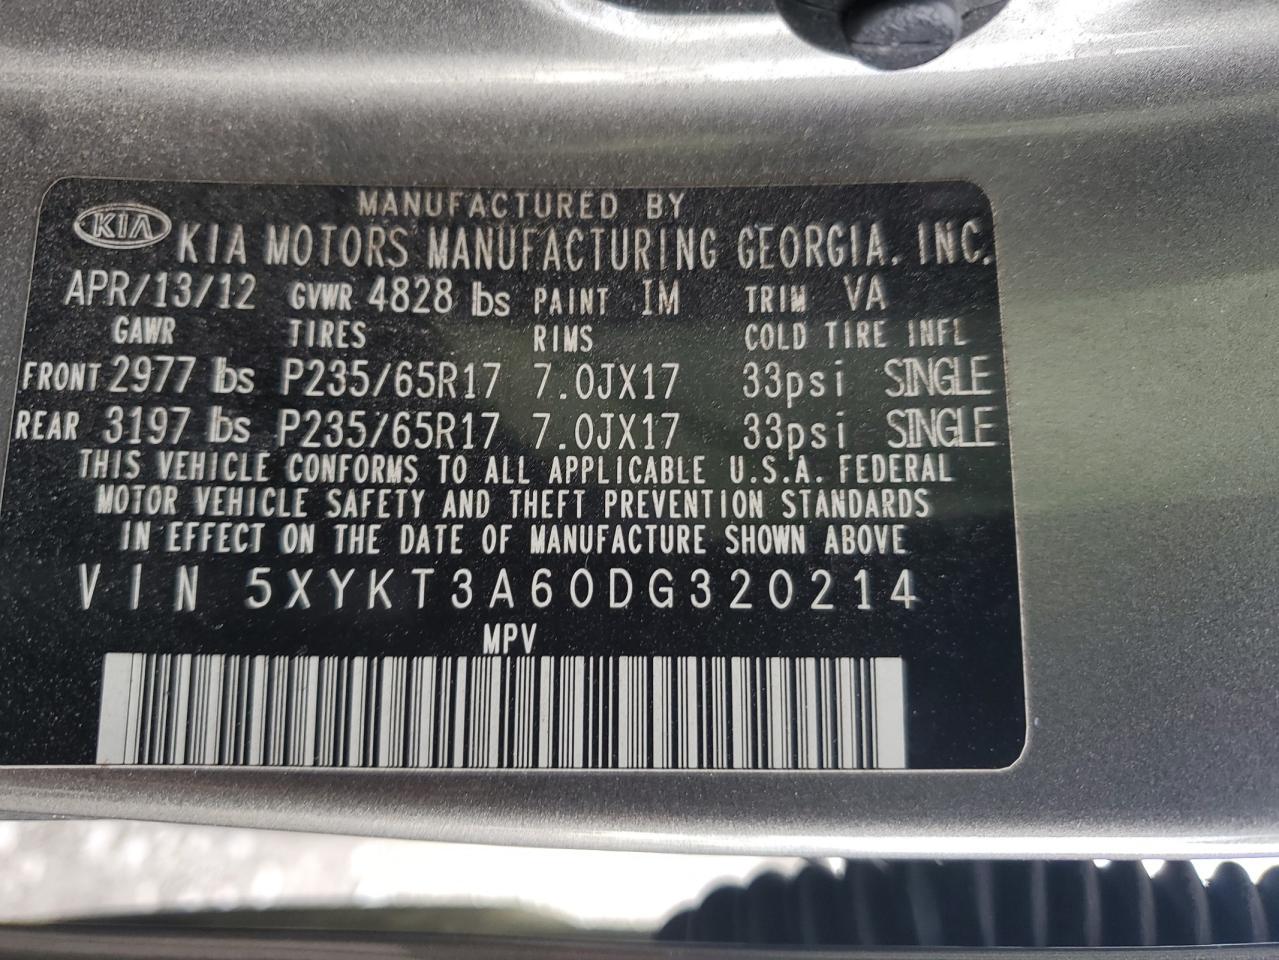 MANUFACTURED BY
KIA KIA MOTORS MANUFACTURING GEORGIA. INC.
APR/13/12 GVWR 4828 lbs PAINT IM TRIM VA
GAWR TIRES RIMS COLD TIRE INFL
FRONT 2977 lbs P235/65R17 7.0JX17 33psi SINGLE
REAR 3197 lbs P235/65R17 7.0JX17 33psi SINGLE
THIS VEHICLE CONFORMS TO ALL APPLICABLE U.S.A. FEDERAL
MOTOR VEHICLE SAFETY AND THEFT PREVENTION STANDARDS
IN EFFECT ON THE DATE OF MANUFACTURE SHOWN ABOVE
VIN 5XYKT3A60DG320214
MPV